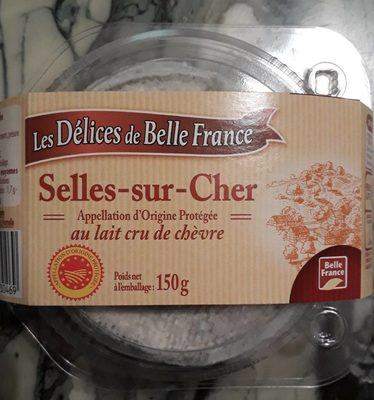 Les Délices de Belle France
Selles-sur-Cher
Appellation d'Origine Protégée
au lait cru de chèvre
Poids net
à l'emballage : 150 g
Belle
France